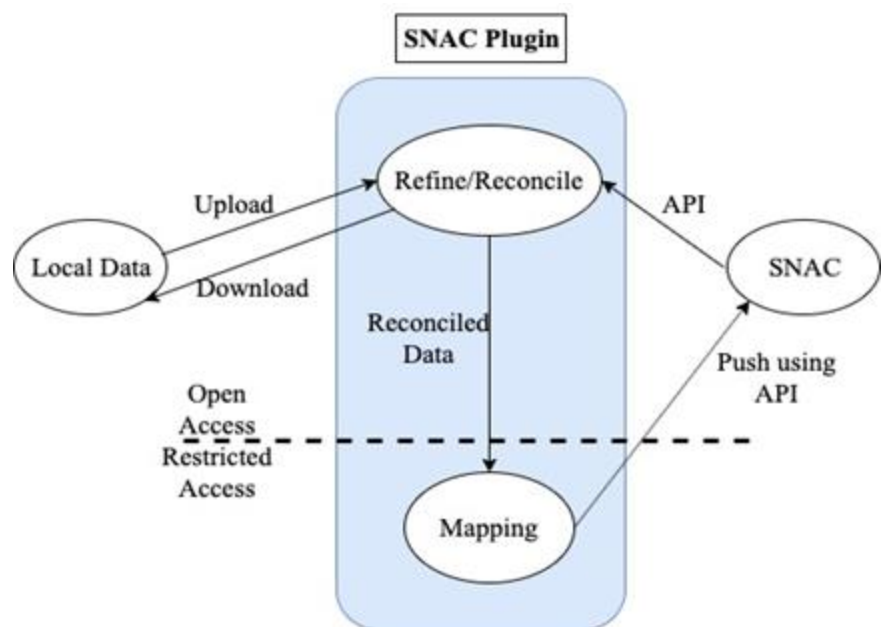 SNAC Plugin
Refine/Reconcile
Upload
API
Local Data
SNAC
Download
Reconciled
Data
Push using
API
Open
Access
Restricted
Access
Mapping